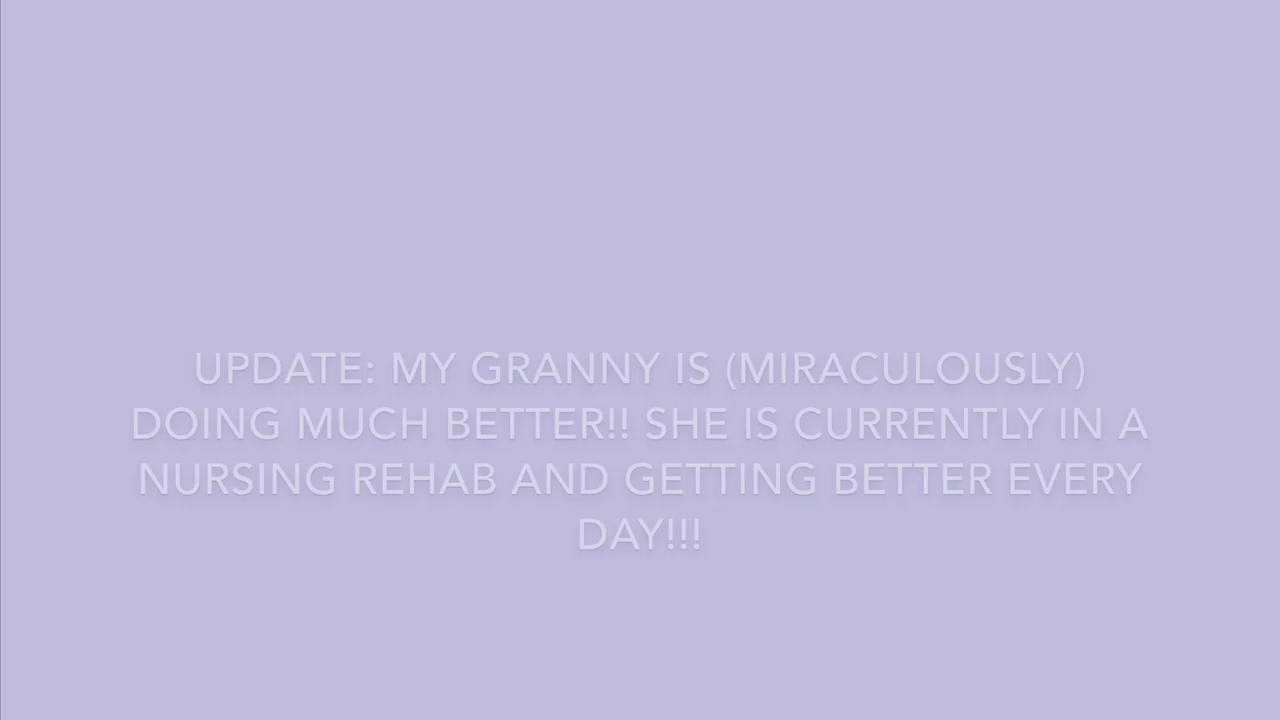 UPDATE: MY GRANNY IS (MIRACULOUSLY)
DOING MUCH BETTER!! SHE IS CURRENTLY IN A
NURSING REHAB AND GETTING BETTER EVERY
DAY!!!